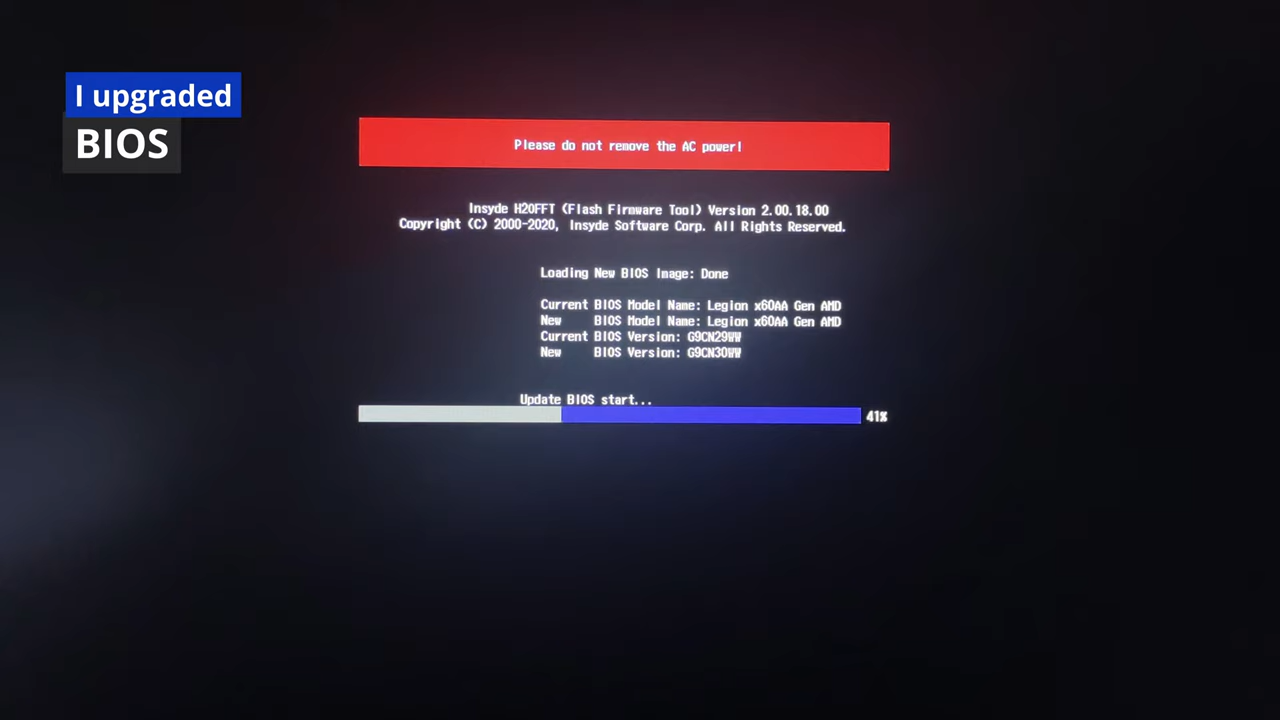 I upgraded
BIOS
Please do not remove the AC power!
Insyde H2OFFT (Flash Firmware Tool) Version 2.00.18.00
Copyright (C) 2000-2020, Insyde Software Corp. All Rights Reserved.
Loading New BIOS Image: Done
Current BIOS Model Name: Legion x60AA Gen AMD
New BIOS Model Name: Legion x60AA Gen AMD
Current BIOS Version: G9CN29WW
New BIOS Version: G9CN30WW
Update BIOS start...
41%